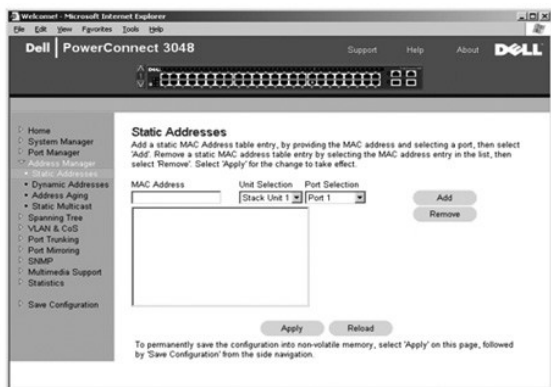 Welcome! - Microsoft Internet Explorer
File Edit View Favorites Tools Help
Dell PowerConnect 3048
Support Help About DELL
Home
System Manager
Port Manager
Address Manager
Static Addresses
Dynamic Addresses
Address Aging
Static Multicast
Spanning Tree
VLAN & CoS
Port Trunking
Port Mirroring
SNMP
Multimedia Support
Statistics
Save Configuration
Static Addresses
Add a static MAC Address table entry, by providing the MAC address and selecting a port, then select
'Add'. Remove a static MAC address table entry by selecting the MAC address entry in the list, then
select 'Remove'. Select 'Apply' for the change to take effect.
MAC Address Unit Selection Port Selection
Stack Unit 1 Port 1
Add
Remove
Apply Reload
To permanently save the configuration into non-volatile memory, select 'Apply' on this page, followed
by 'Save Configuration' from the side navigation.